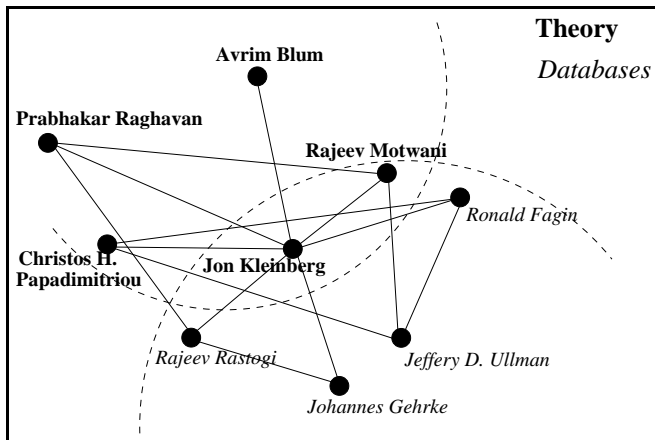 Theory
Avrim Blum
Databases
Prabhakar Raghavan
Rajeev Motwani
Ronald Fagin
Christos H.
Papadimitriou
Jon Kleinberg
Rajeev Rastogi
Jeffery D. Ullman
Johannes Gehrke